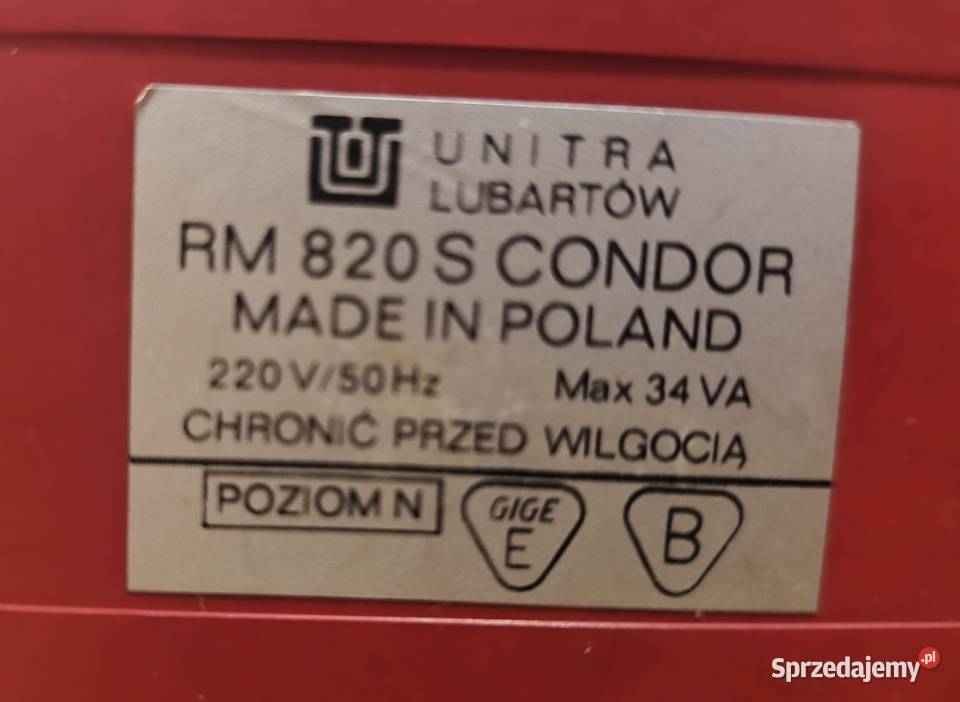 UNITRA
LUBARTÓW
RM 820 S CONDOR
MADE IN POLAND
220 V/50 Hz Max 34 VA
CHRONIĆ PRZED WILGOCIĄ
POZIOM N GIGE E B
Sprzedajemy.pl